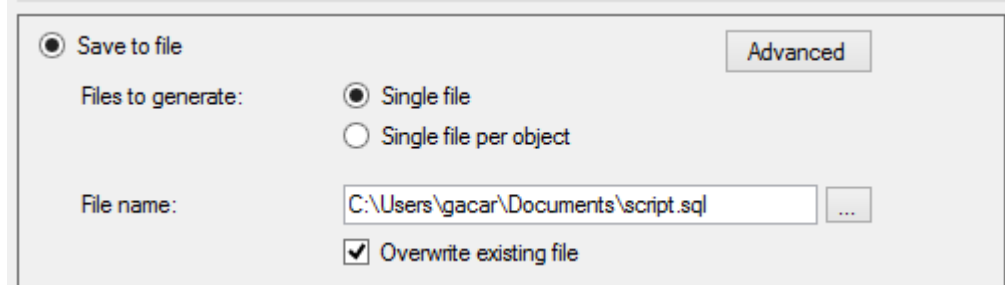 Save to file
Advanced
Files to generate:
Single file
Single file per object
File name:
C:\Users\gacar\Documents\script.sql
...
Overwrite existing file